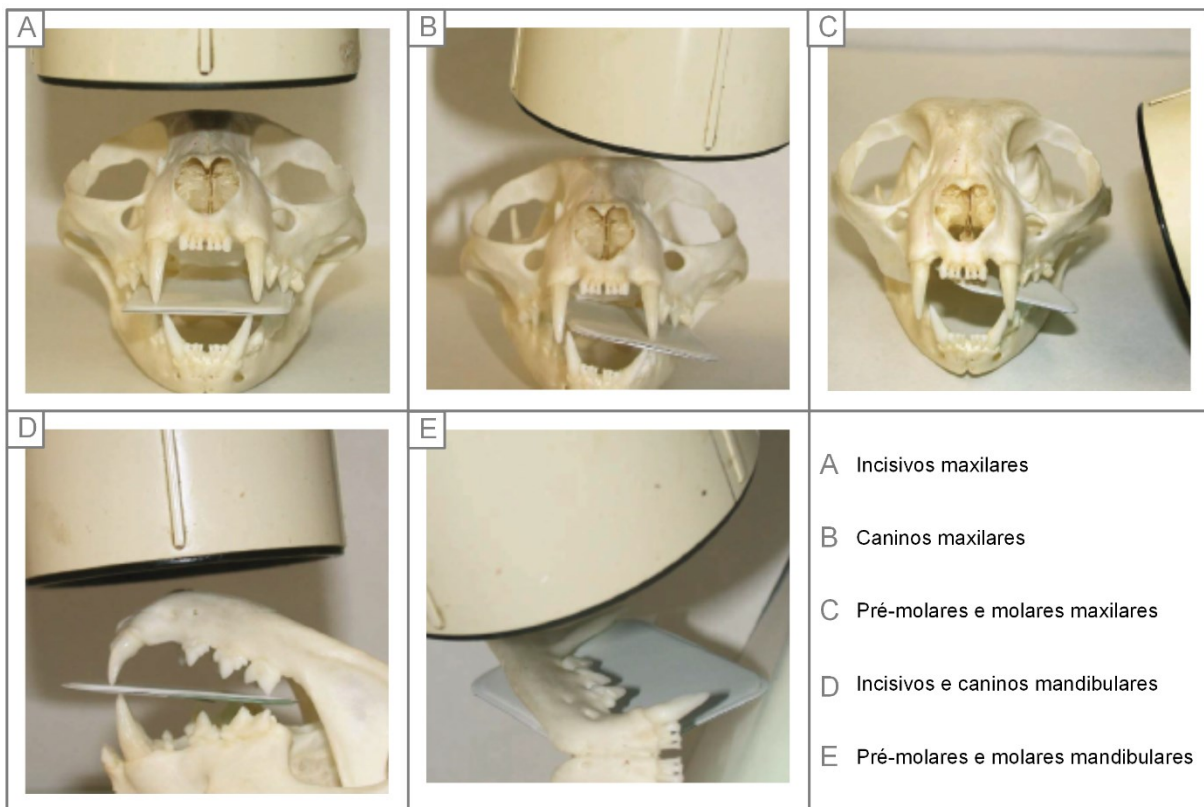 A
B
C
D
E
A Incisivos maxilares
B Caninos maxilares
C Pré-molares e molares maxilares
D Incisivos e caninos mandibulares
E Pré-molares e molares mandibulares